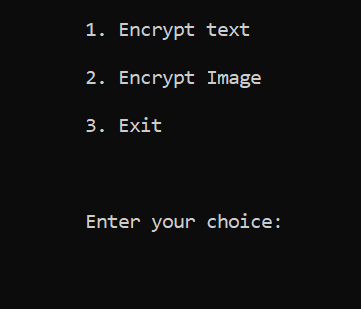 1. Encrypt text
2. Encrypt Image
3. Exit
Enter your choice: